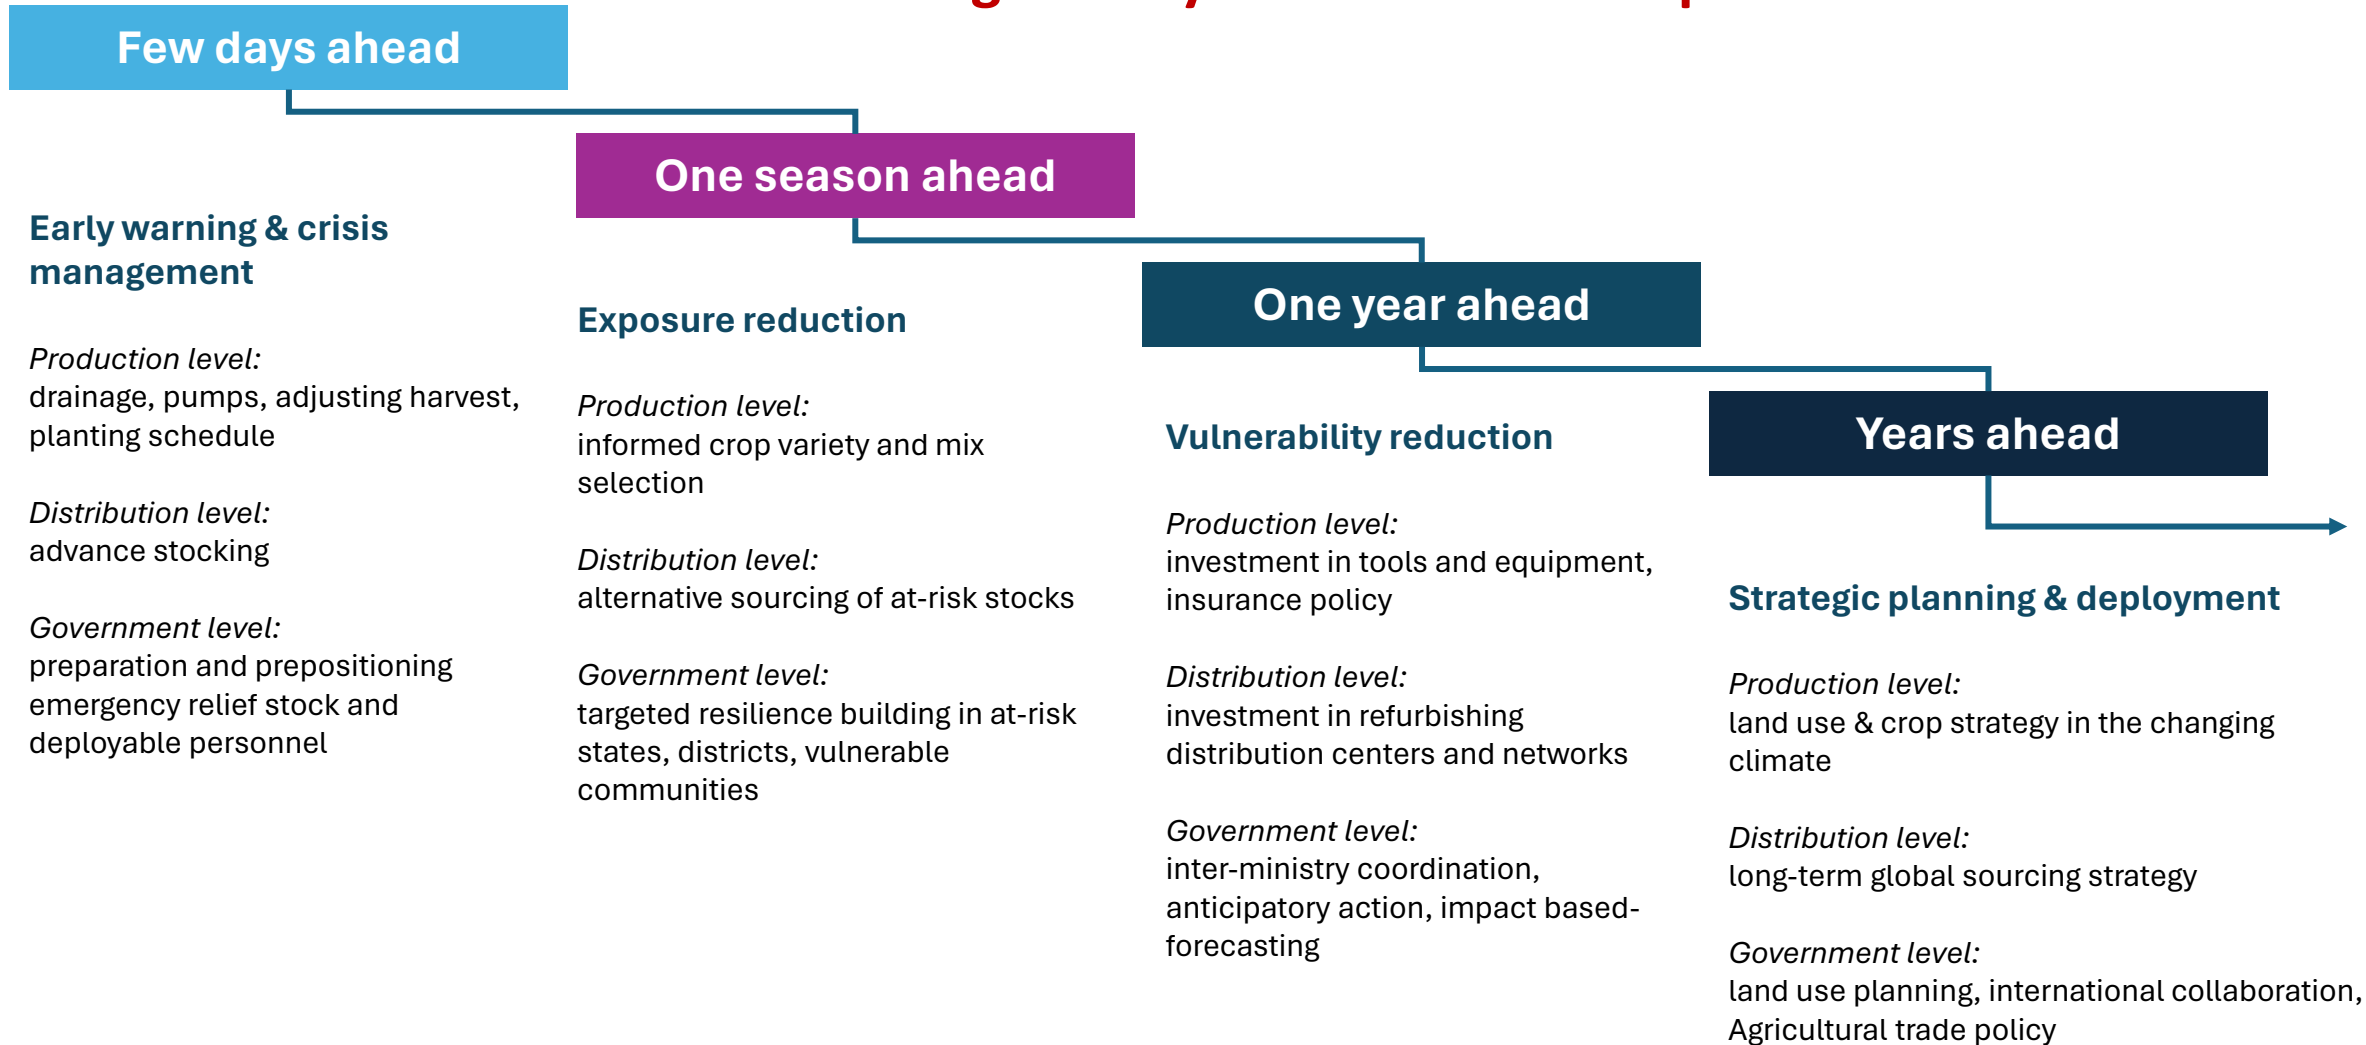 Few days ahead
One season ahead
One year ahead
Years ahead
Early warning & crisis
management
Production level:
drainage, pumps, adjusting harvest,
planting schedule
Distribution level:
advance stocking
Government level:
preparation and prepositioning
emergency relief stock and
deployable personnel
Exposure reduction
Production level:
informed crop variety and mix
selection
Distribution level:
alternative sourcing of at-risk stocks
Government level:
targeted resilience building in at-risk
states, districts, vulnerable
communities
Vulnerability reduction
Production level:
investment in tools and equipment,
insurance policy
Distribution level:
investment in refurbishing
distribution centers and networks
Government level:
inter-ministry coordination,
anticipatory action, impact based-
forecasting
Strategic planning & deployment
Production level:
land use & crop strategy in the changing
climate
Distribution level:
long-term global sourcing strategy
Government level:
land use planning, international collaboration,
Agricultural trade policy